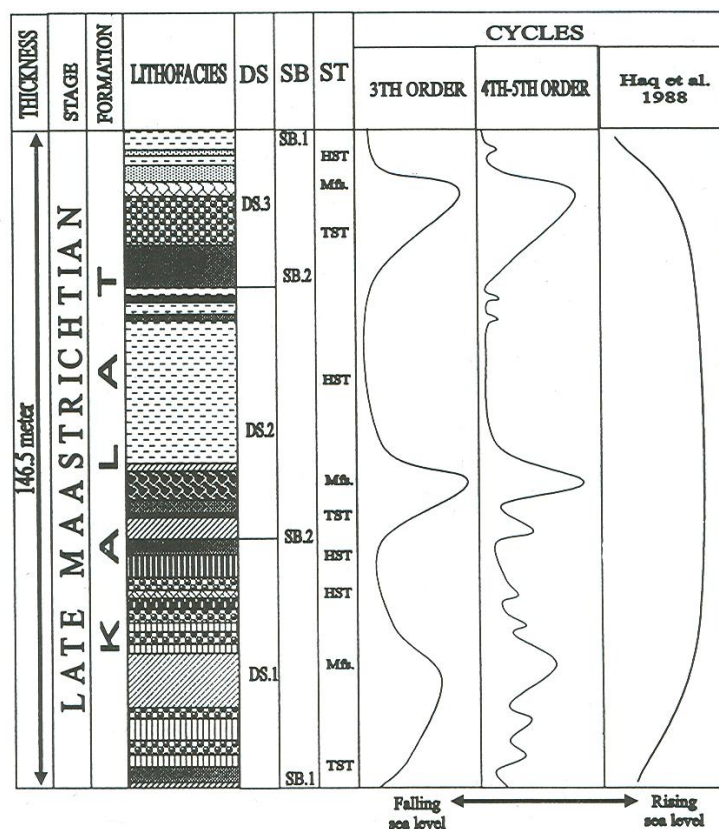 THICKNESS
STAGE
FORMATION
LITHOFACIES
DS
SB
ST
CYCLES
3TH ORDER
4TH-5TH ORDER
Haq et al.
1988
146.5 meter
LATE MAASTRICHTIAN
KALAT
DS.3
DS.2
DS.1
SB.1
SB.2
SB.2
SB.1
HST
Mfs.
TST
HST
Mfs.
TST
HST
HST
Mfs.
TST
Falling
sea level
Rising
sea level